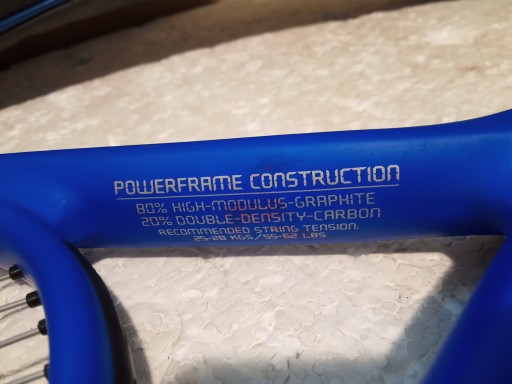 POWERFRAME CONSTRUCTION
80% HIGH-MODULUS-GRAPHITE
20% DOUBLE-DENSITY-CARBON
RECOMMENDED STRING TENSION:
25-28 KGS/55-62 LBS